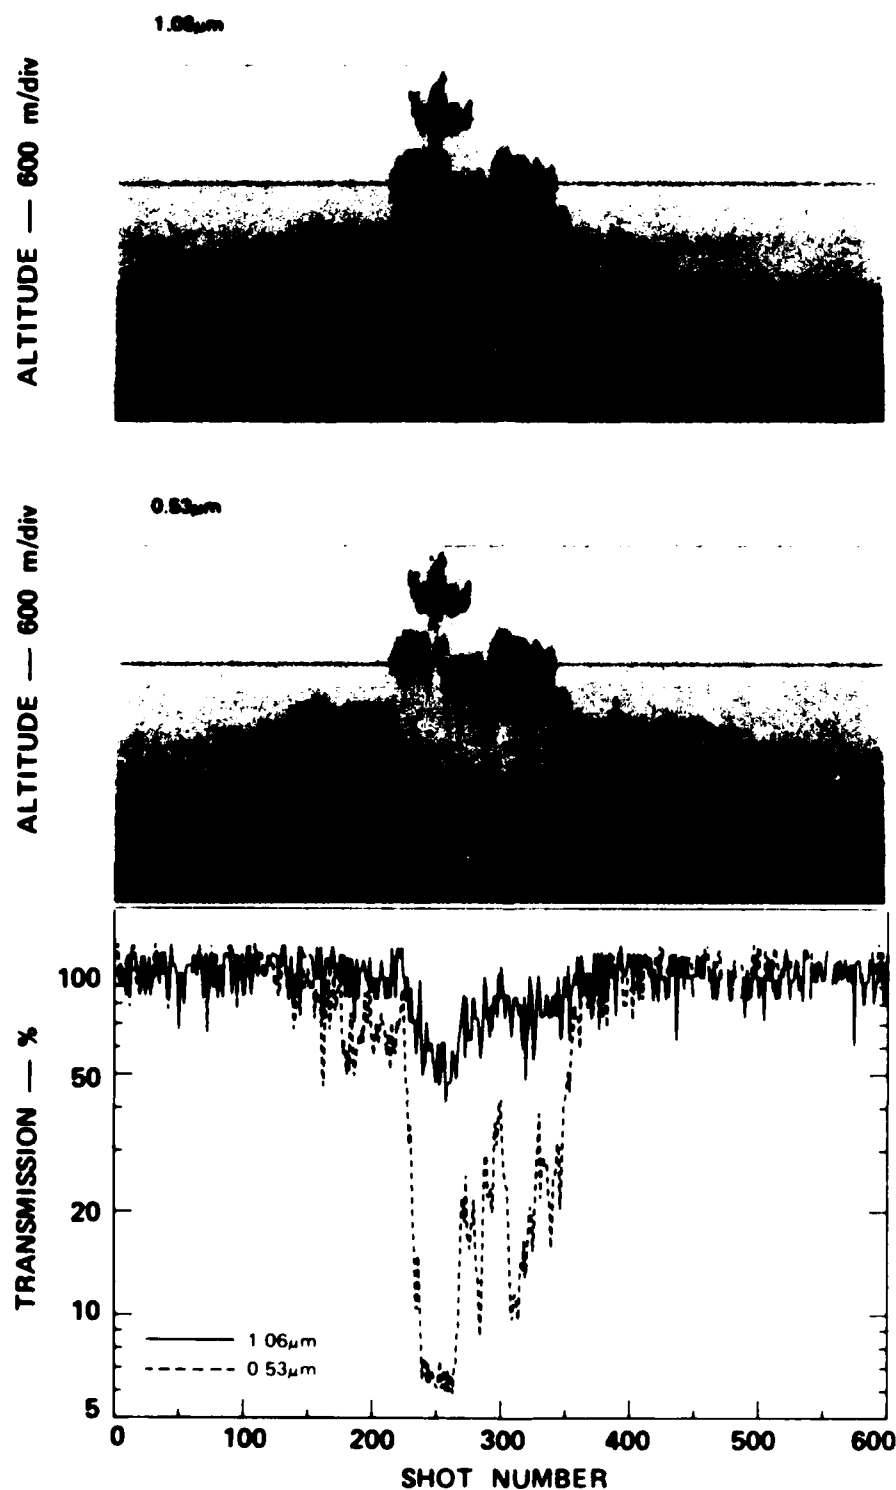 1.06μm
ALTITUDE — 600 m/div
0.53μm
ALTITUDE — 600 m/div
TRANSMISSION — %
100
50
20
10
5
1 06μm
0 53μm
0 100 200 300 400 500 600
SHOT NUMBER